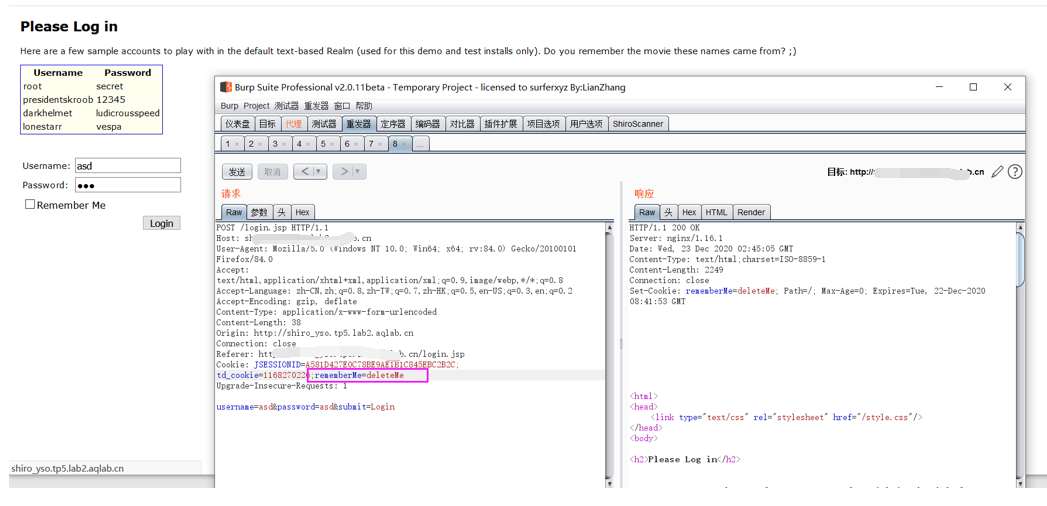 Please Log in
Here are a few sample accounts to play with in the default text-based Realm (used for this demo and test installs only). Do you remember the movie these names came from? ;)
Username Password
root secret
presidentskroob 12345
darkhelmet ludicrousspeed
lonestarr vespa
Username: asd
Password: ●●●
Remember Me
Login
shiro_yso.tp5.lab2.aqlab.cn
Burp Suite Professional v2.0.11beta - Temporary Project - licensed to surferxyz By:LianZhang
Burp Project 测试器 重发器 窗口 帮助
仪表盘 目标 代理 测试器 重发器 定序器 编码器 对比器 插件扩展 项目选项 用户选项 ShiroScanner
1 × 2 × 3 × 4 × 5 × 6 × 7 × 8 × ...
发送 取消 < > 目标: http:// b.cn
请求
Raw 参数 头 Hex
POST /login.jsp HTTP/1.1
Host: sh .cn
User-Agent: Mozilla/5.0 (Windows NT 10.0; Win64; x64; rv:84.0) Gecko/20100101
Firefox/84.0
Accept:
text/html,application/xhtml+xml,application/xml;q=0.9,image/webp,*/*;q=0.8
Accept-Language: zh-CN,zh;q=0.8,zh-TW;q=0.7,zh-HK;q=0.5,en-US;q=0.3,en;q=0.2
Accept-Encoding: gzip, deflate
Content-Type: application/x-www-form-urlencoded
Content-Length: 38
Origin: http://shiro_yso.tp5.lab2.aqlab.cn
Connection: close
Referer: htt b.cn/login.jsp
Cookie: JSESSIONID=A581D427E0C78BE9AE1B1C845EBC2B2C;
td_cookie=1168270226;rememberMe=deleteMe
Upgrade-Insecure-Requests: 1
username=asd&password=asd&submit=Login
响应
Raw 头 Hex HTML Render
HTTP/1.1 200 OK
Server: nginx/1.16.1
Date: Wed, 23 Dec 2020 02:45:05 GMT
Content-Type: text/html;charset=ISO-8859-1
Content-Length: 2249
Connection: close
Set-Cookie: rememberMe=deleteMe; Path=/; Max-Age=0; Expires=Tue, 22-Dec-2020
08:41:53 GMT
<html>
<head>
<link type="text/css" rel="stylesheet" href="/style.css"/>
</head>
<body>
<h2>Please Log in</h2>